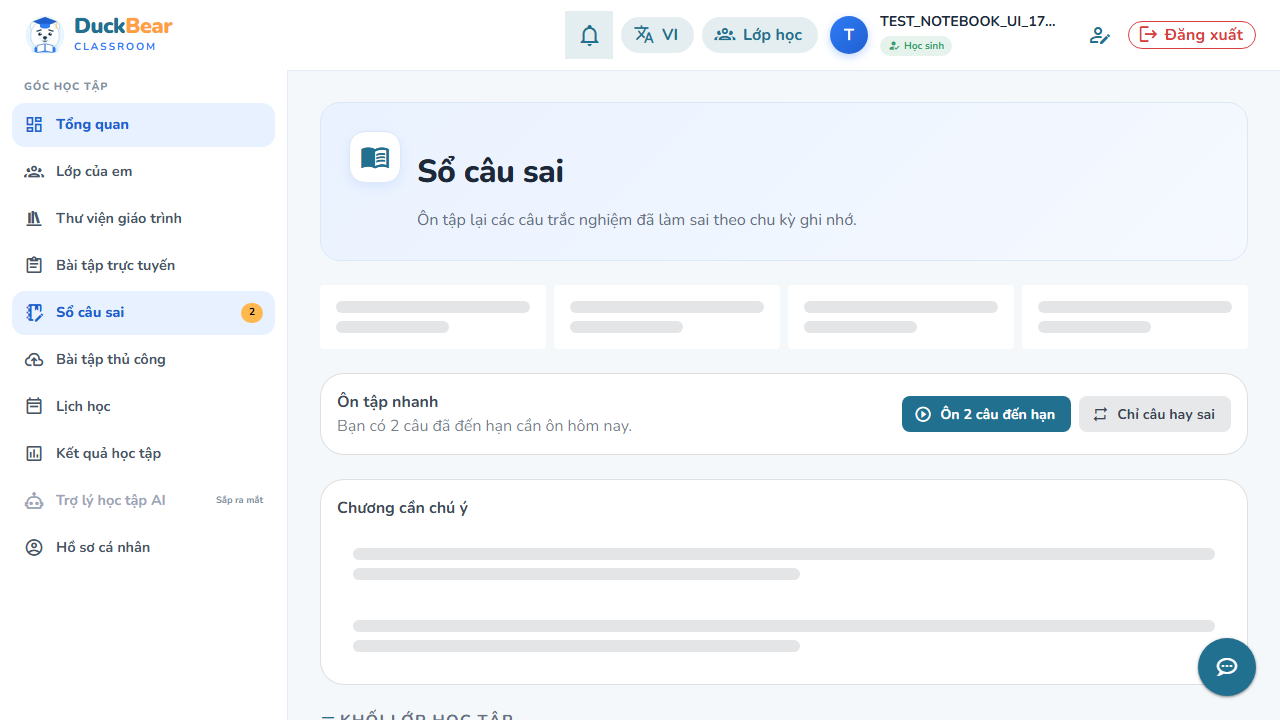 DuckBear
CLASSROOM
VI
Lớp học
T
TEST_NOTEBOOK_UI_17...
Học sinh
Đăng xuất
GÓC HỌC TẬP
Tổng quan
Lớp của em
Thư viện giáo trình
Bài tập trực tuyến
Sổ câu sai
2
Bài tập thủ công
Lịch học
Kết quả học tập
Trợ lý học tập AI
Sắp ra mắt
Hồ sơ cá nhân
Sổ câu sai
Ôn tập lại các câu trắc nghiệm đã làm sai theo chu kỳ ghi nhớ.
Ôn tập nhanh
Bạn có 2 câu đã đến hạn cần ôn hôm nay.
Ôn 2 câu đến hạn
Chỉ câu hay sai
Chương cần chú ý
KHỐI LỚP HỌC TẬP